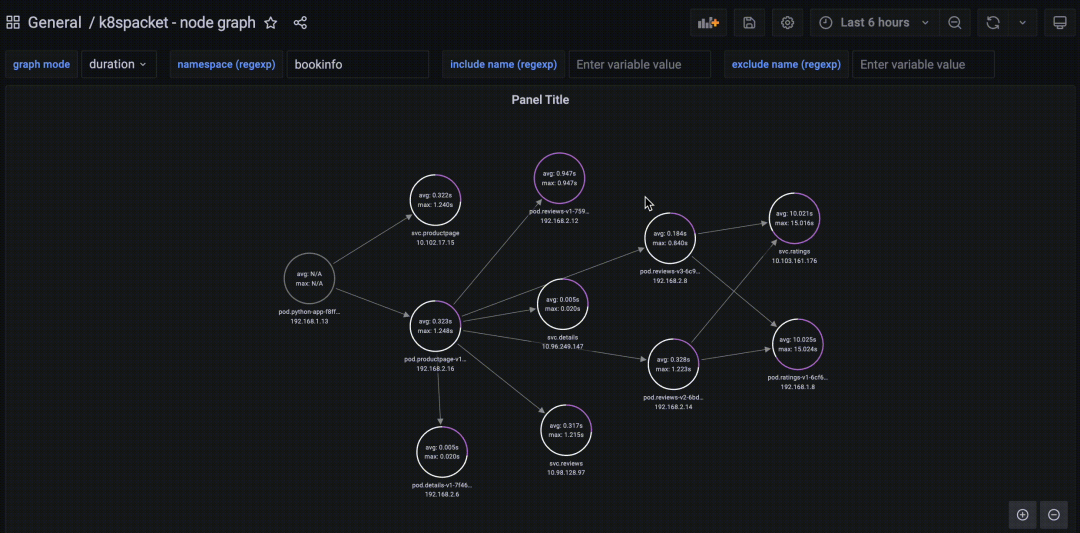 General / k8spacket - node graph
Last 6 hours
graph mode
duration
namespace (regexp)
bookinfo
include name (regexp)
Enter variable value
exclude name (regexp)
Enter variable value
Panel Title
avg: 0.947s
max: 0.947s
pod.reviews-v1-759...
192.168.2.12
avg: 0.322s
max: 1.240s
svc.productpage
10.102.17.15
avg: 10.021s
max: 15.016s
svc.ratings
10.103.161.176
avg: 0.184s
max: 0.840s
pod.reviews-v3-6c9...
192.168.2.8
avg: N/A
max: N/A
pod.python-app-f8ff...
192.168.1.13
avg: 0.005s
max: 0.020s
svc.details
10.96.249.147
avg: 0.323s
max: 1.248s
pod.productpage-v1...
192.168.2.16
avg: 10.025s
max: 15.024s
pod.ratings-v1-6cf6...
192.168.1.8
avg: 0.328s
max: 1.223s
pod.reviews-v2-6bd...
192.168.2.14
avg: 0.317s
max: 1.215s
svc.reviews
10.98.128.97
avg: 0.005s
max: 0.020s
pod.details-v1-7f46...
192.168.2.6